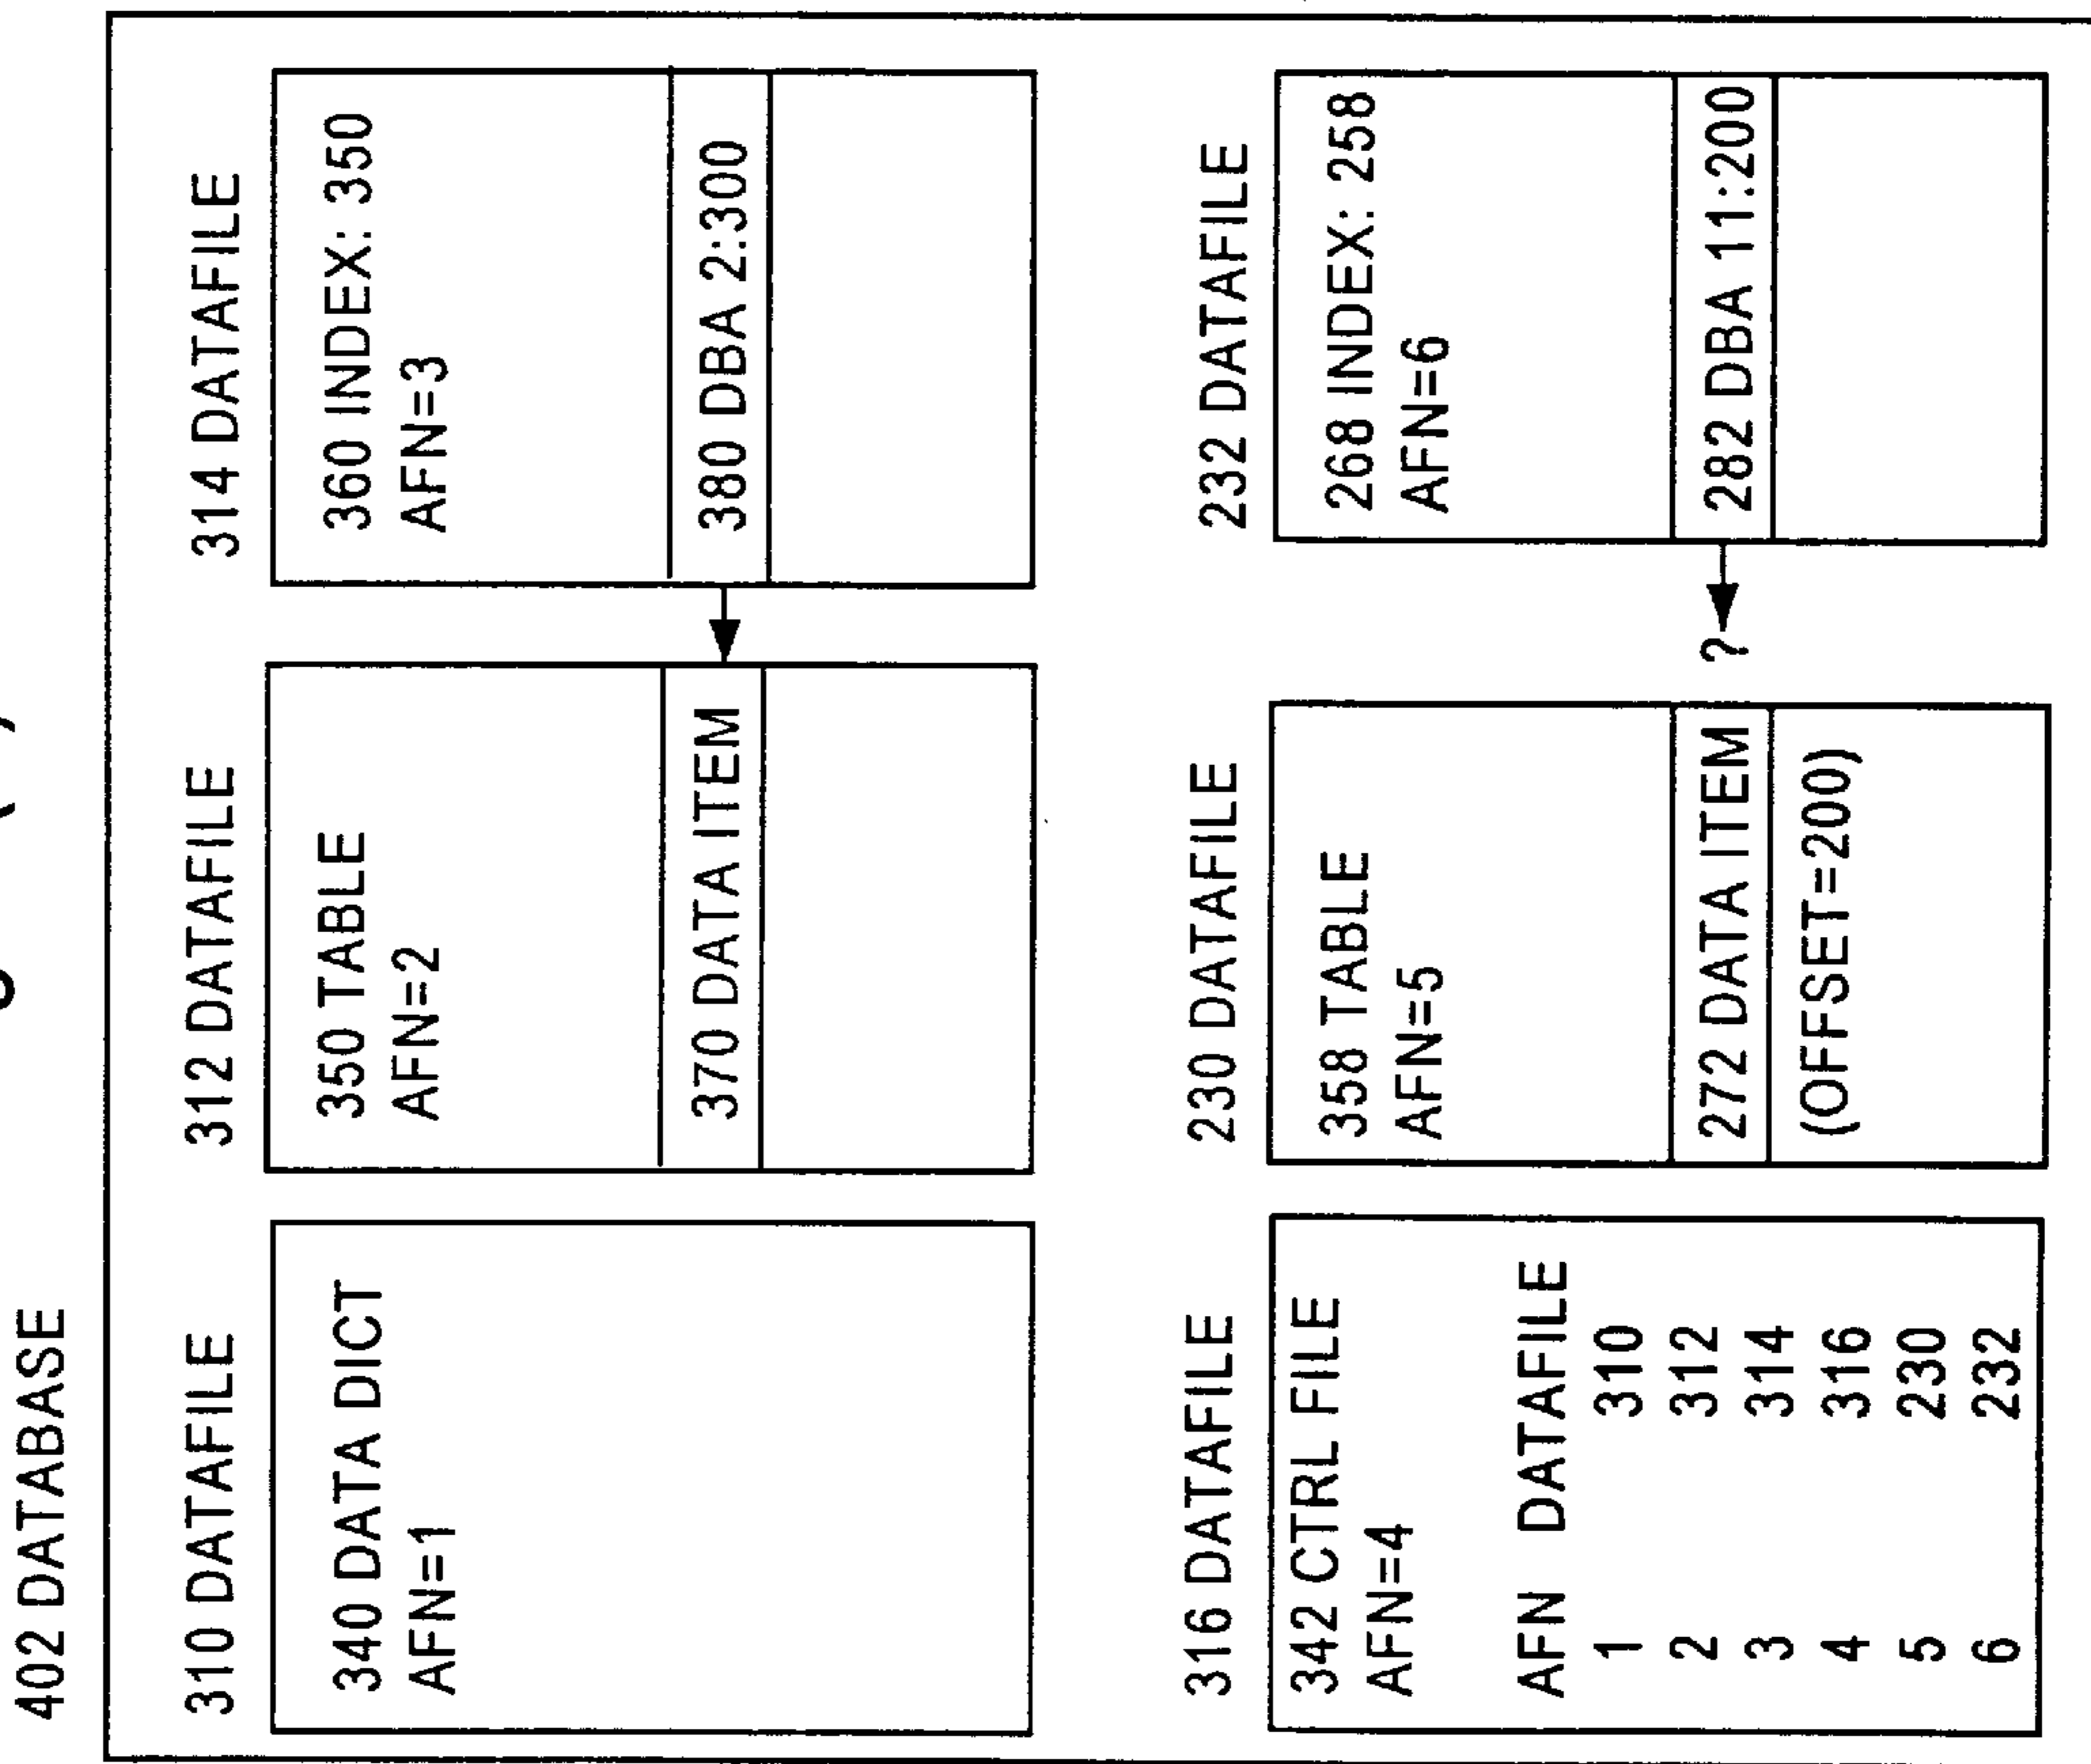 402 DATABASE
310 DATAFILE
340 DATA DICT
AFN=1
312 DATAFILE
350 TABLE
AFN=2
370 DATA ITEM
314 DATAFILE
360 INDEX: 350
AFN=3
380 DBA 2:300
316 DATAFILE
342 CTRL FILE
AFN=4
AFN DATAFILE
1 310
2 312
3 314
4 316
5 230
6 232
230 DATAFILE
358 TABLE
AFN=5
272 DATA ITEM
(OFFSET=200)
?
232 DATAFILE
268 INDEX: 258
AFN=6
282 DBA 11:200